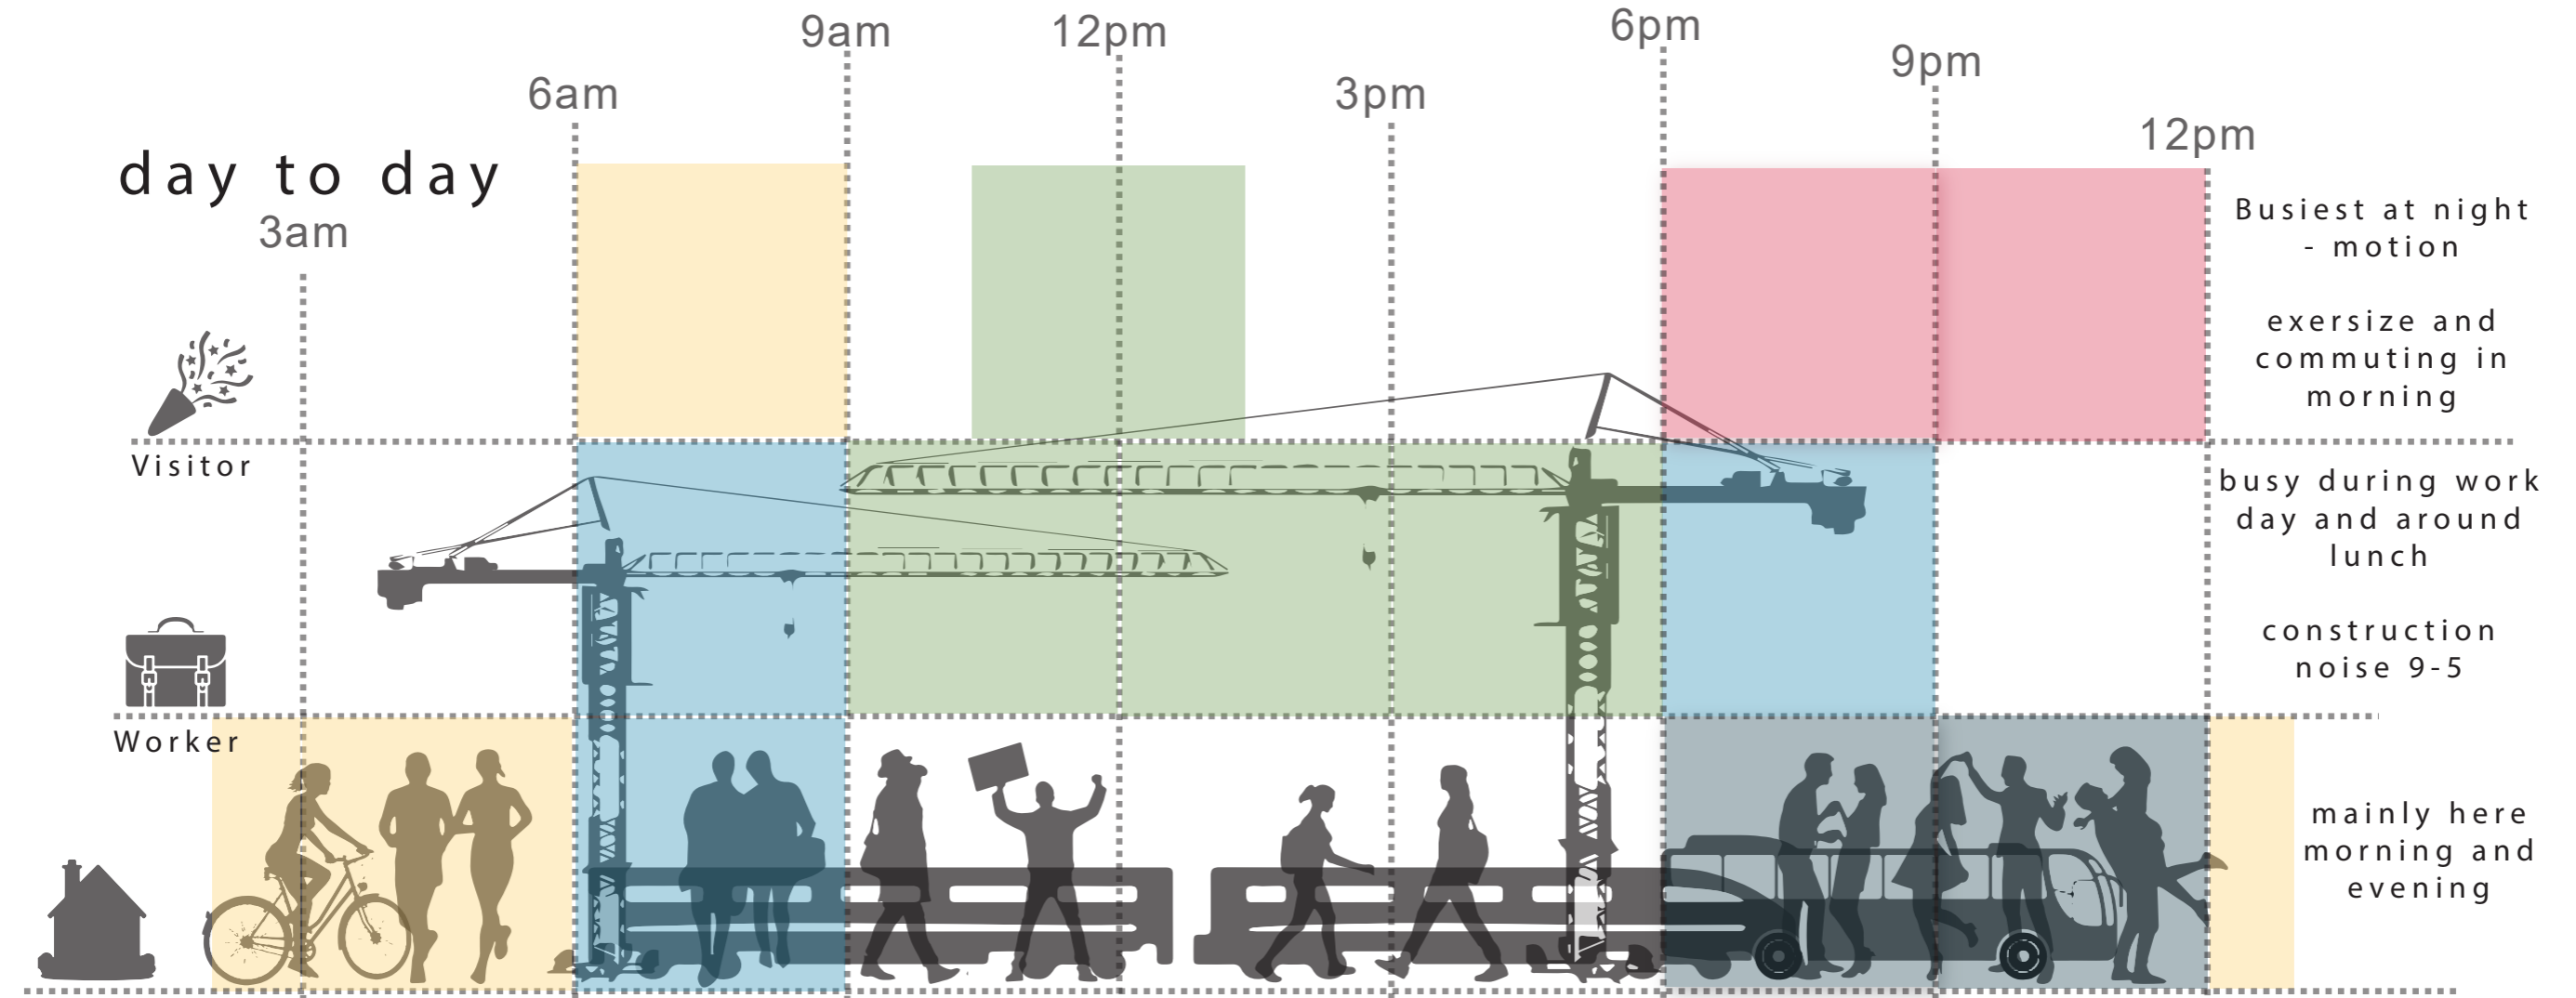 9am
12pm
6pm
9pm
6am
3pm
12pm
day to day
3am
Busiest at night
- motion
exersize and
commuting in
morning
Visitor
busy during work
day and around
lunch
construction
noise 9-5
Worker
mainly here
morning and
evening